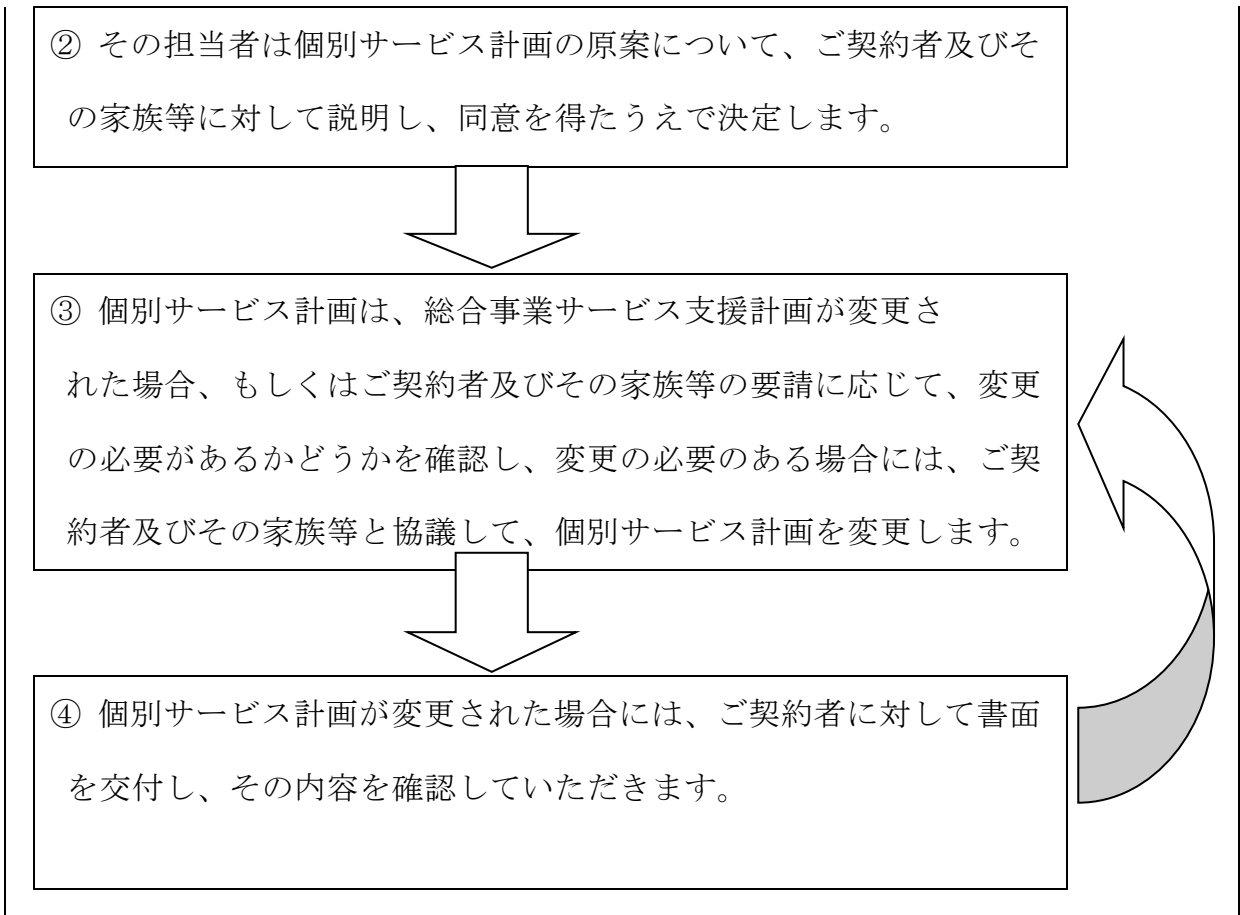 ② その担当者は個別サービス計画の原案について、ご契約者及びそ
の家族等に対して説明し、同意を得たうえで決定します。
③ 個別サービス計画は、総合事業サービス支援計画が変更さ
れた場合、もしくはご契約者及びその家族等の要請に応じて、変更
の必要があるかどうかを確認し、変更の必要のある場合には、ご契
約者及びその家族等と協議して、個別サービス計画を変更します。
④ 個別サービス計画が変更された場合には、ご契約者に対して書面
を交付し、その内容を確認していただきます。